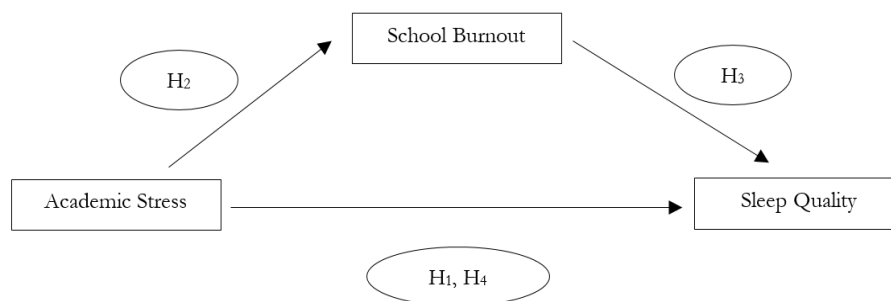 School Burnout
H₂
H₃
Academic Stress
Sleep Quality
H₁, H₄